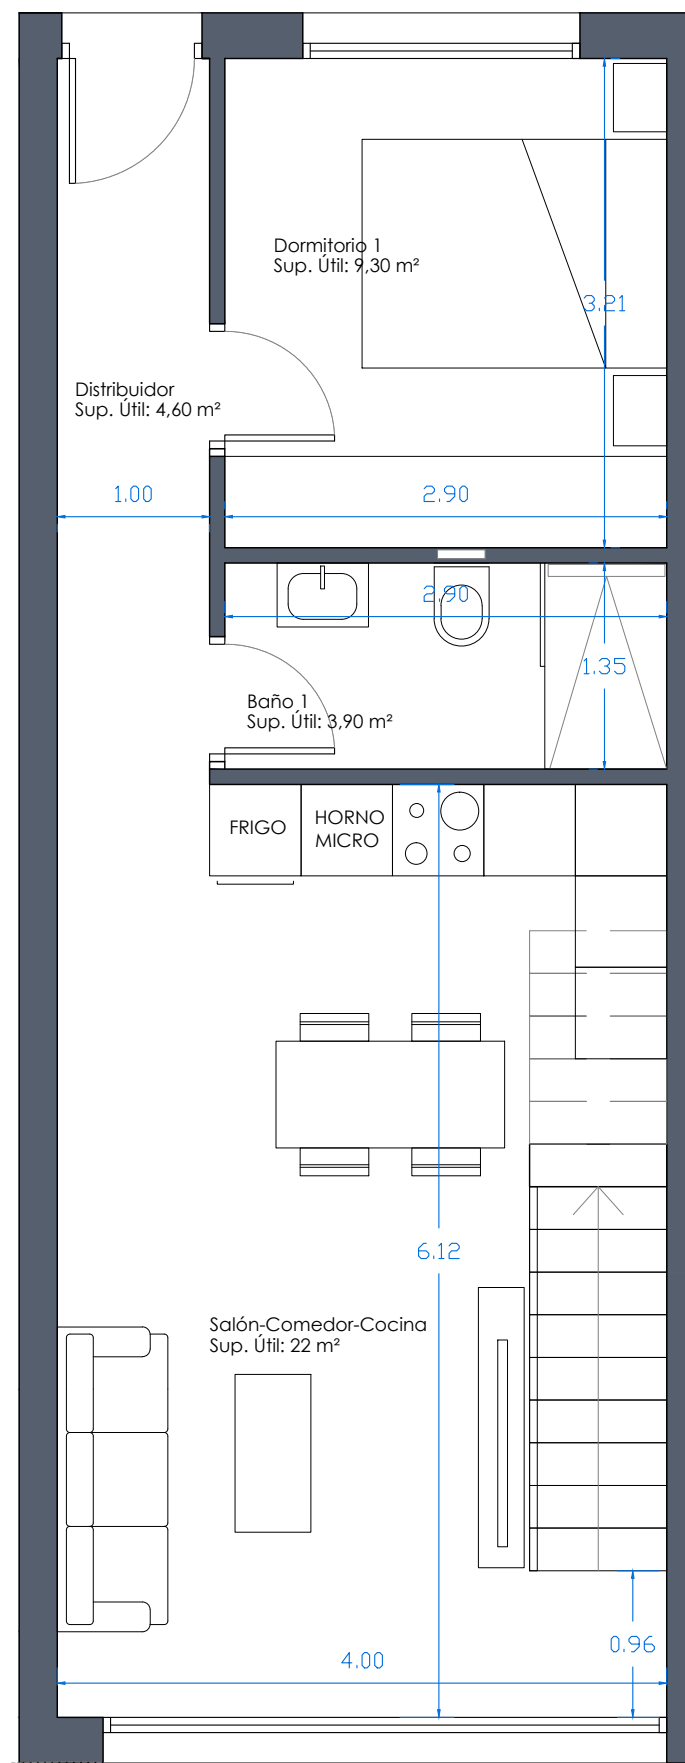 Dormitorio 1
Sup. Útil: 9,30 m²
3.21
Distribuidor
Sup. Útil: 4,60 m²
1.00
2.90
2.90
1.35
Baño 1
Sup. Útil: 3,90 m²
FRIGO
HORNO
MICRO
6.12
Salón-Comedor-Cocina
Sup. Útil: 22 m²
0.96
4.00